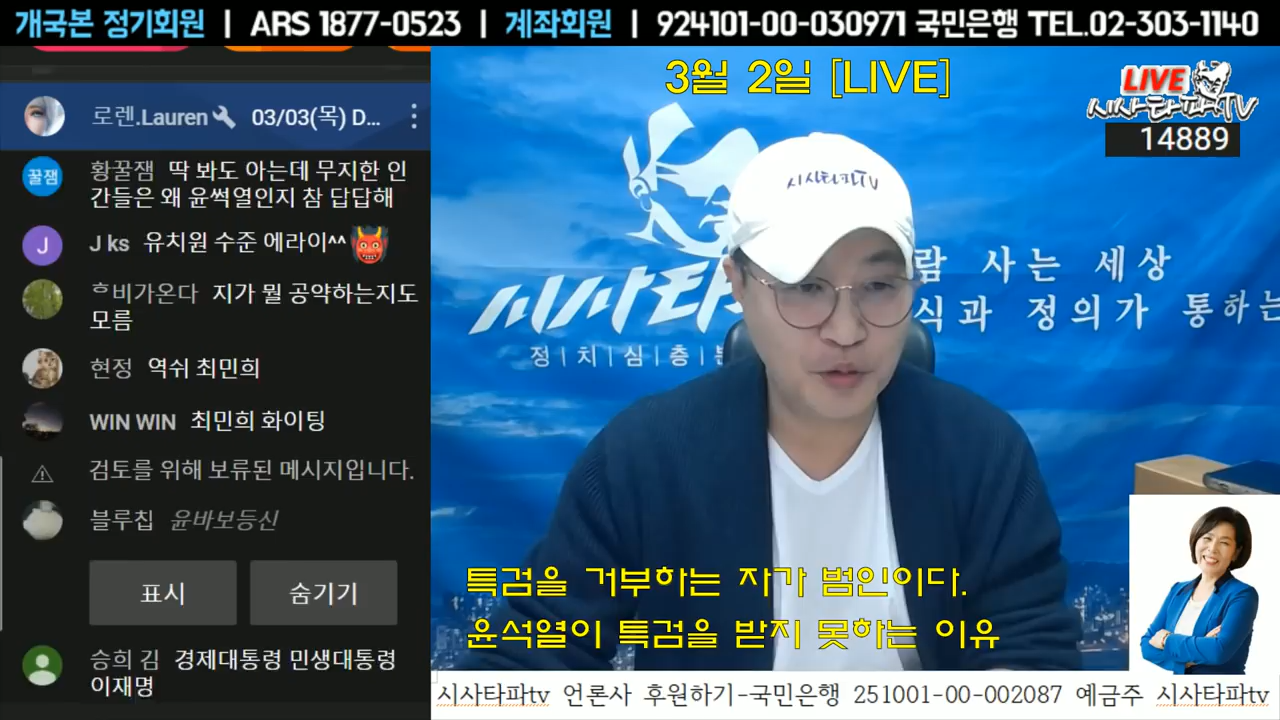 개국본 정기회원 | ARS 1877-0523 | 계좌회원 | 924101-00-030971 국민은행 TEL.02-303-1140
로렌.Lauren 03/03(목) D...
꿀잼
황꿀잼 딱 봐도 아는데 무지한 인
간들은 왜 윤썩열인지 참 답답해
J
J ks 유치원 수준 에라이^^
ᄒ비가온다 지가 뭘 공약하는지도
모름
현정 역쉬 최민희
WIN WIN 최민희 화이팅
검토를 위해 보류된 메시지입니다.
블루칩 윤바보등신
표시 숨기기
승희 김 경제대통령 민생대통령
이재명
3월 2일 [LIVE]
LIVE
시사타파TV
14889
시사타파TV
시사타
정|치|심|층|분
람 사는 세상
식과 정의가 통하는
특검을 거부하는 자가 범인이다.
윤석열이 특검을 받지 못하는 이유
시사타파tv 언론사 후원하기-국민은행 251001-00-002087 예금주 시사타파tv